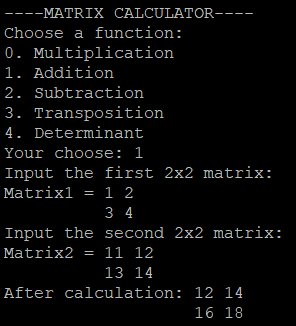 ----MATRIX CALCULATOR----
Choose a function:
0. Multiplication
1. Addition
2. Subtraction
3. Transposition
4. Determinant
Your choose: 1
Input the first 2x2 matrix:
Matrix1 = 1 2
          3 4
Input the second 2x2 matrix:
Matrix2 = 11 12
          13 14
After calculation: 12 14
                   16 18